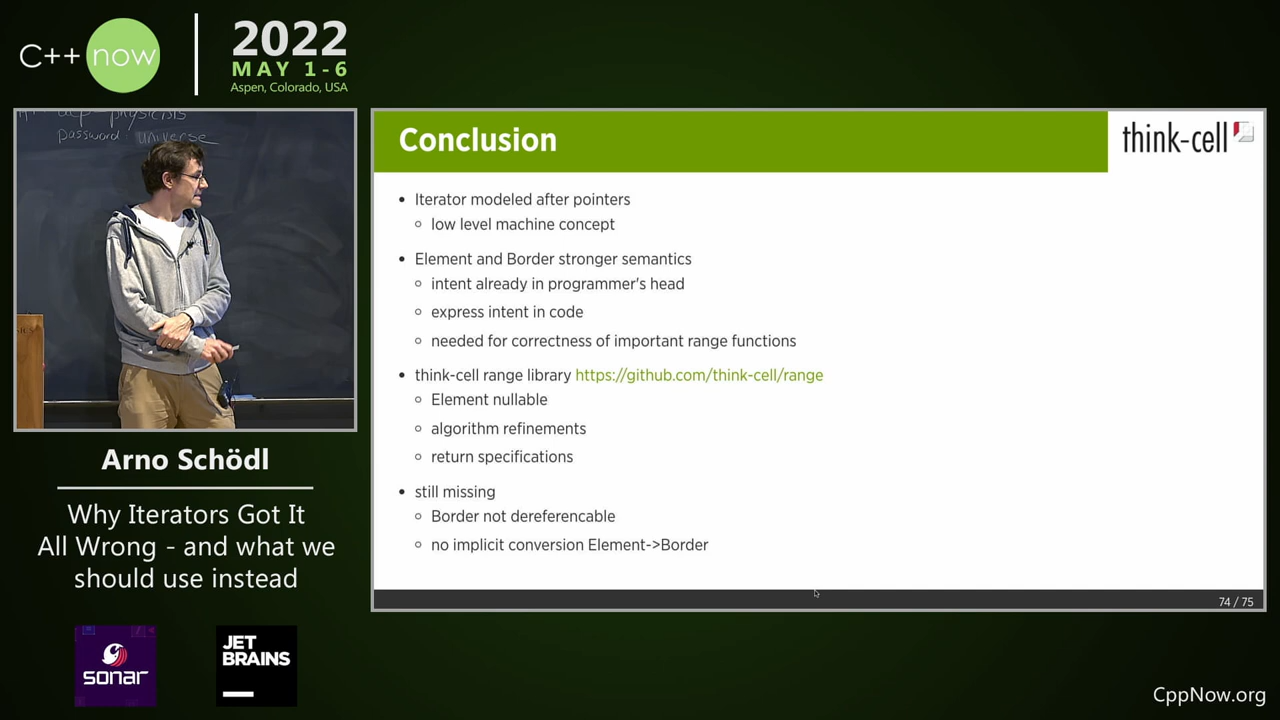 C++ now
2022
MAY 1-6
Aspen, Colorado, USA
physicists
password universe
Arno Schödl
Why Iterators Got It
All Wrong - and what we
should use instead
sonar
JET
BRAINS
Conclusion
think-cell
• Iterator modeled after pointers
◦ low level machine concept
• Element and Border stronger semantics
◦ intent already in programmer's head
◦ express intent in code
◦ needed for correctness of important range functions
• think-cell range library https://github.com/think-cell/range
◦ Element nullable
◦ algorithm refinements
◦ return specifications
• still missing
◦ Border not dereferencable
◦ no implicit conversion Element->Border
74 / 75
CppNow.org